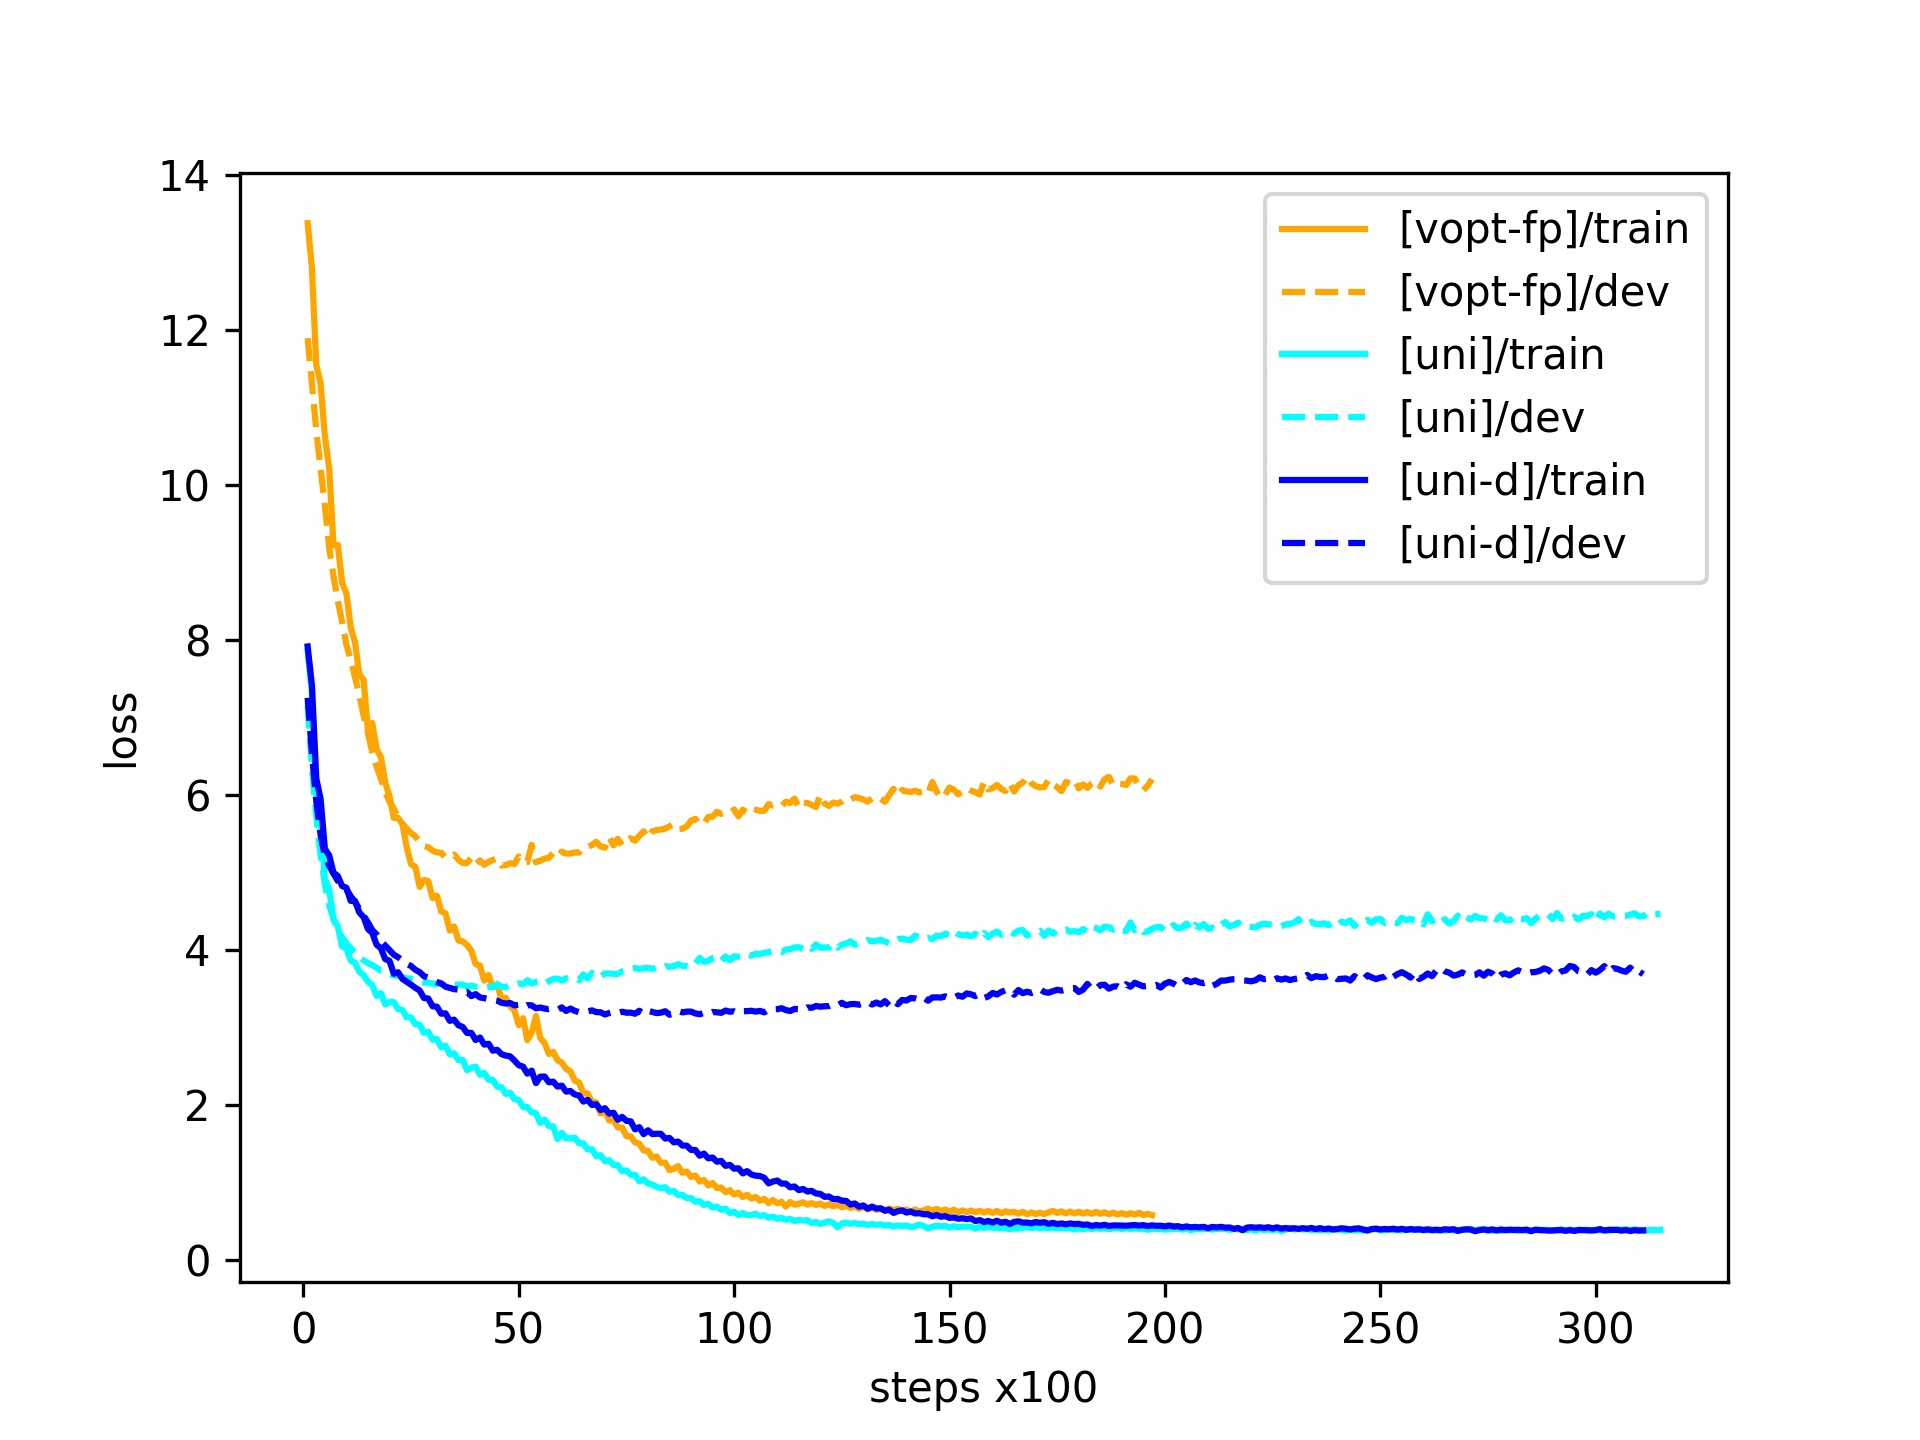 14
12
10
8
6
4
2
0
loss
[vopt-fp]/train
[vopt-fp]/dev
[uni]/train
[uni]/dev
[uni-d]/train
[uni-d]/dev
0 50 100 150 200 250 300
steps x100